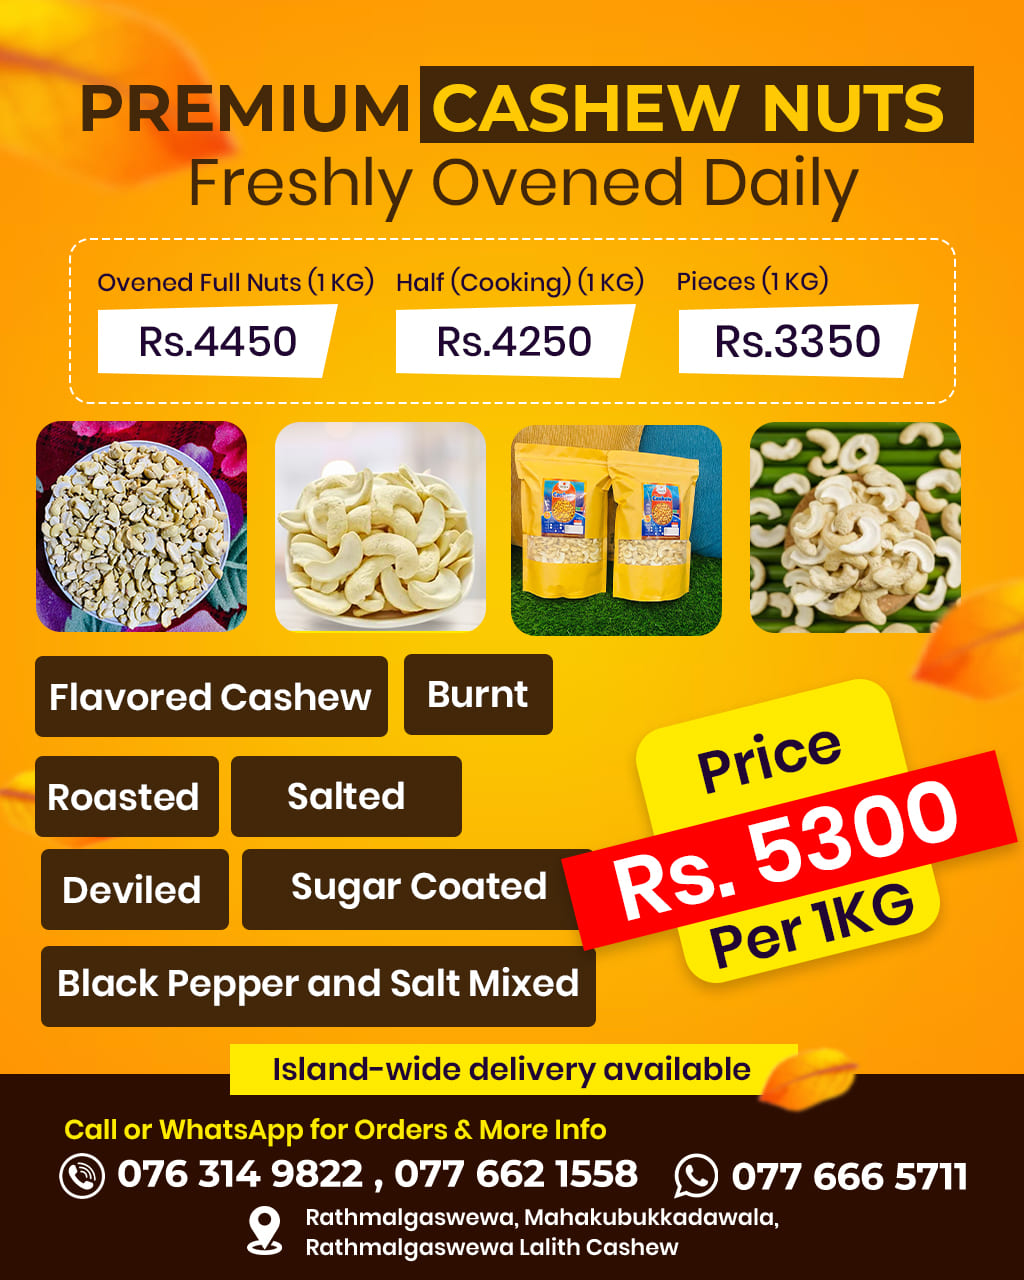 PREMIUM CASHEW NUTS
Freshly Ovened Daily
Ovened Full Nuts (1 KG)
Rs.4450
Half (Cooking) (1 KG)
Rs.4250
Pieces (1 KG)
Rs.3350
Cashew
Cashew
Flavored Cashew
Burnt
Roasted
Salted
Deviled
Sugar Coated
Black Pepper and Salt Mixed
Price
Rs. 5300
Per 1KG
Island-wide delivery available
Call or WhatsApp for Orders & More Info
076 314 9822 , 077 662 1558
077 666 5711
Rathmalgaswewa, Mahakubukkadawala,
Rathmalgaswewa Lalith Cashew